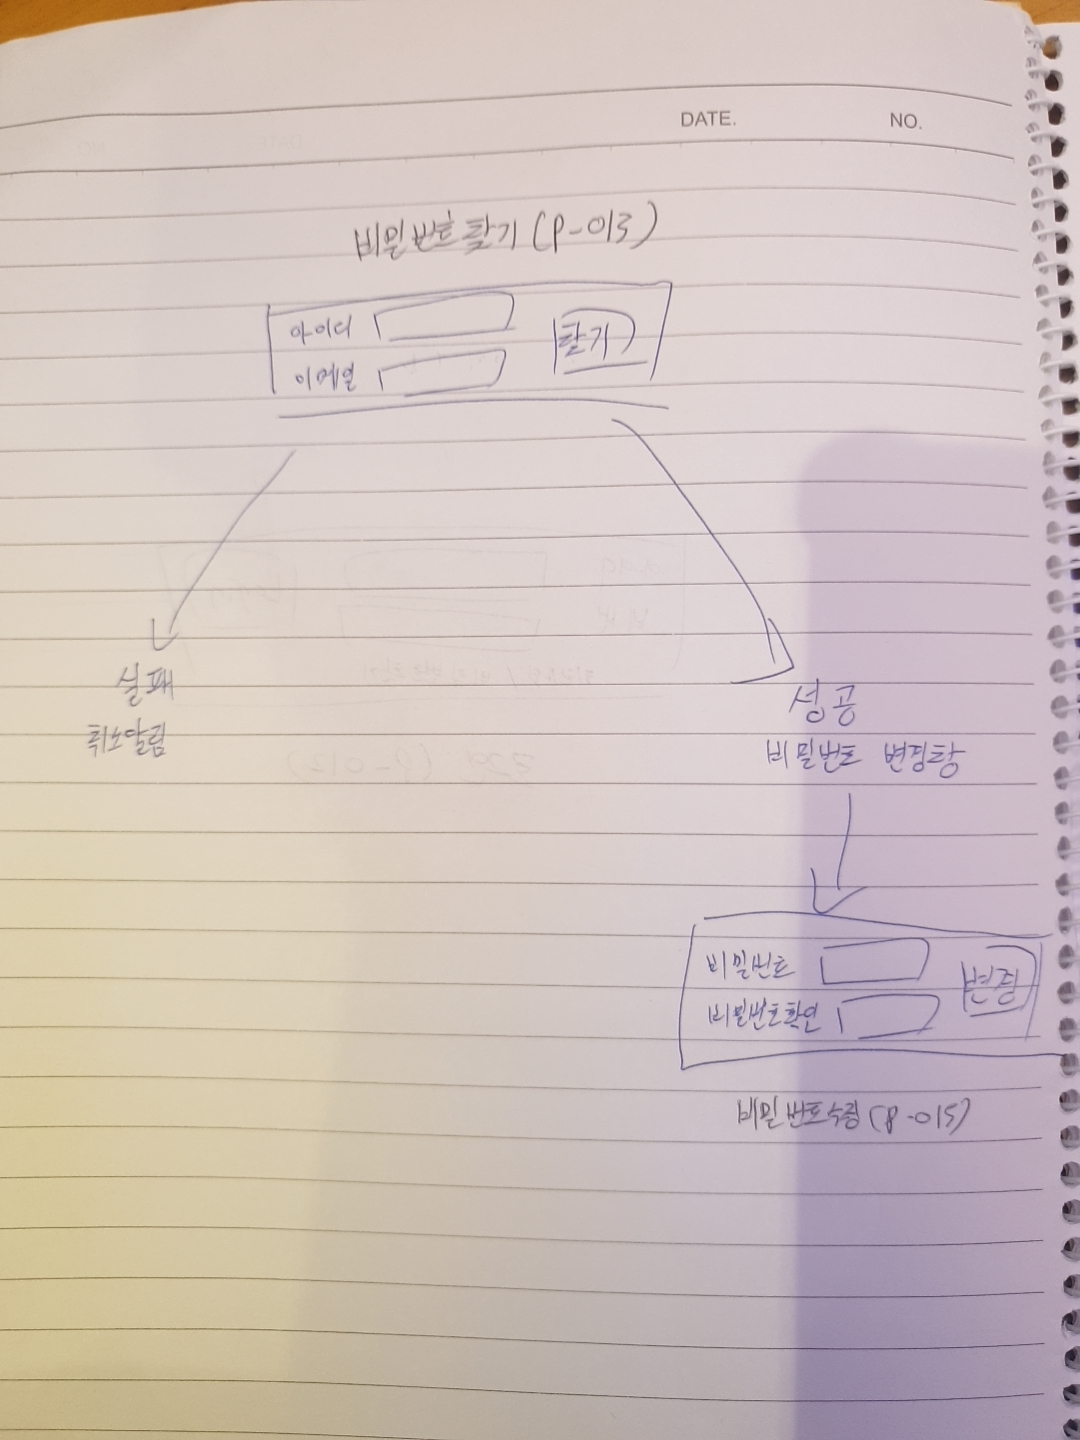 DATE.
NO.
비밀번호찾기 (P-013)
아이디
찾기
이메일
실패
취소알림
성공
비밀번호 변경창
비밀번호
변경
비밀번호확인
비밀번호수정 (P-015)